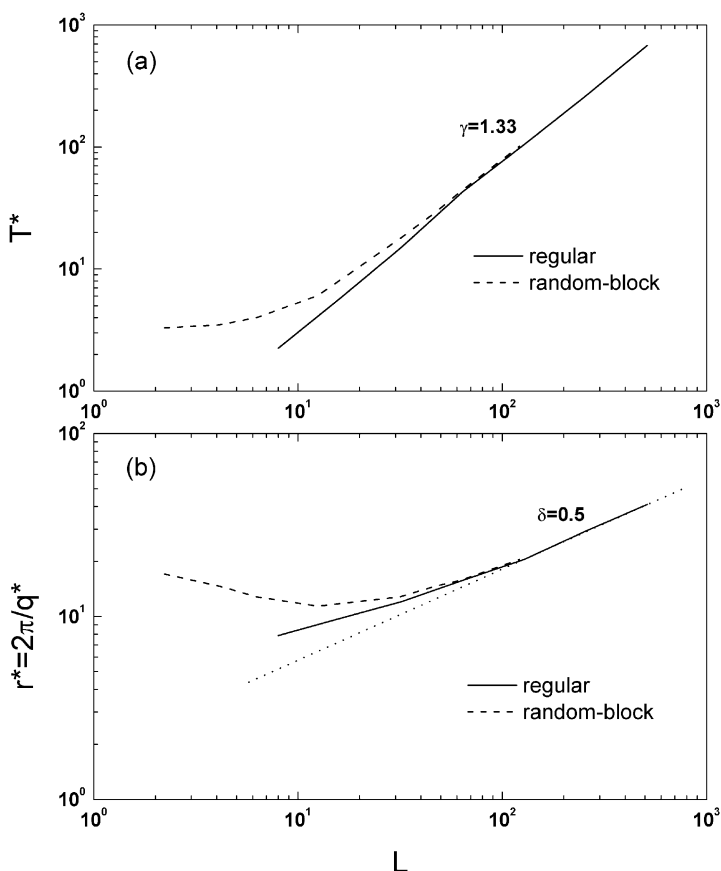 10³
(a)
γ=1.33
10²
T*
regular
10¹
random-block
10⁰
10⁰ 10¹ 10² 10³
10²
(b)
δ=0.5
r*=2π/q*
10¹
regular
random-block
10⁰
10⁰ 10¹ 10² 10³
L